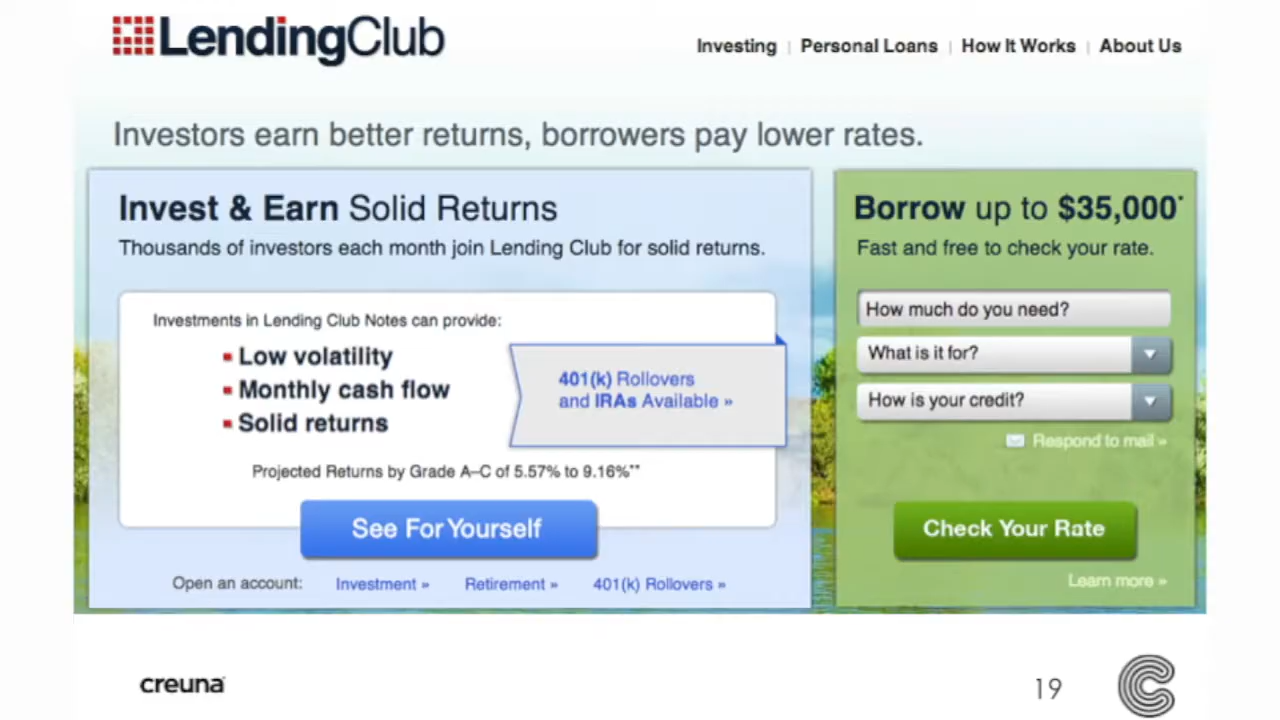 LendingClub
Investing | Personal Loans | How It Works | About Us
Investors earn better returns, borrowers pay lower rates.
Invest & Earn Solid Returns
Thousands of investors each month join Lending Club for solid returns.
Investments in Lending Club Notes can provide:
Low volatility
Monthly cash flow
Solid returns
401(k) Rollovers
and IRAs Available »
Projected Returns by Grade A–C of 5.57% to 9.16%**
See For Yourself
Open an account: Investment » Retirement » 401(k) Rollovers »
Borrow up to $35,000*
Fast and free to check your rate.
How much do you need?
What is it for?
How is your credit?
Respond to mail »
Check Your Rate
Learn more »
creuna
19